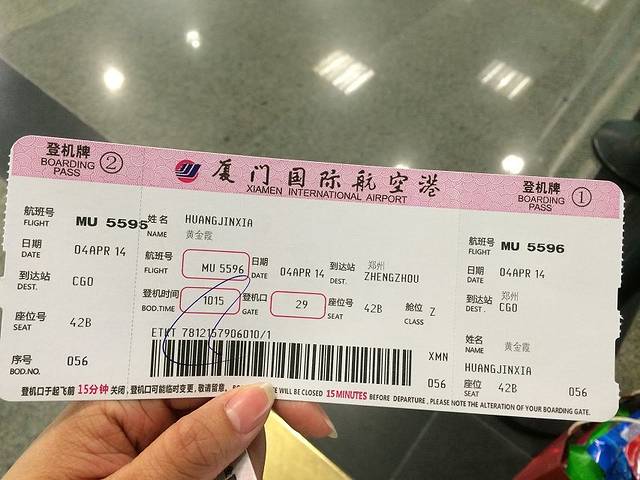 登机牌 ②
BOARDING PASS
航班号 FLIGHT MU 5595
日期 DATE 04APR 14
到达站 DEST. CGO
座位号 SEAT 42B
序号 BOD.NO. 056
厦门国际航空港
XIAMEN INTERNATIONAL AIRPORT
姓名 NAME HUANGJINXIA
黄金霞
航班号 FLIGHT MU 5596 日期 DATE 04APR 14 到达站 DEST. 郑州 ZHENGZHOU
登机时间 BOD.TIME 1015 登机口 GATE 29 座位号 SEAT 42B 舱位 CLASS Z
ETKT 7812157906010/1
XMN
056
登机牌 ①
BOARDING PASS
航班号 FLIGHT MU 5596
日期 DATE 04APR 14
到达站 DEST. 郑州 CGO
姓名 NAME 黄金霞
HUANGJINXIA
座位 SEAT 42B 056
登机口于起飞前 15分钟 关闭,登机口可能临时变更,敬请留意。 WILL BE CLOSED 15 MINUTES BEFORE DEPARTURE, PLEASE NOTE THE ALTERATION OF YOUR BOARDING GATE.